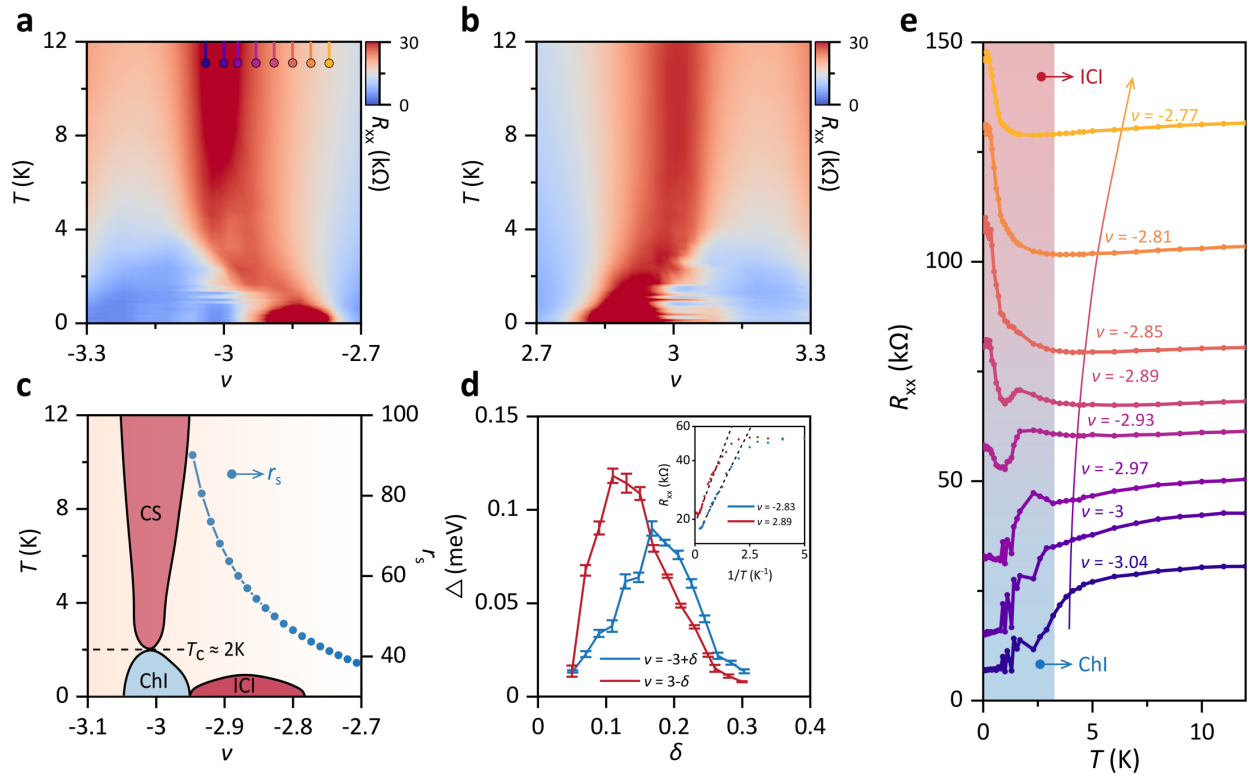 a
12
8
4
0
T (K)
-3.3
-3
-2.7
ν
30
0
Rxx (kΩ)
b
12
8
4
0
T (K)
2.7
3
3.3
ν
30
0
Rxx (kΩ)
c
12
8
4
0
T (K)
-3.1
-3
-2.9
-2.8
-2.7
ν
100
80
60
40
rs
rs
CS
TC ≈ 2K
ChI
ICI
d
0.15
0.1
0.05
0
Δ (meV)
0
0.1
0.2
0.3
0.4
δ
ν = -3+δ
ν = 3-δ
60
40
20
Rxx (kΩ)
0
2.5
5
1/T (K-1)
ν = -2.83
ν = 2.89
e
150
100
50
0
Rxx (kΩ)
0
5
10
T (K)
ICI
ν = -2.77
ν = -2.81
ν = -2.85
ν = -2.89
ν = -2.93
ν = -2.97
ν = -3
ν = -3.04
ChI